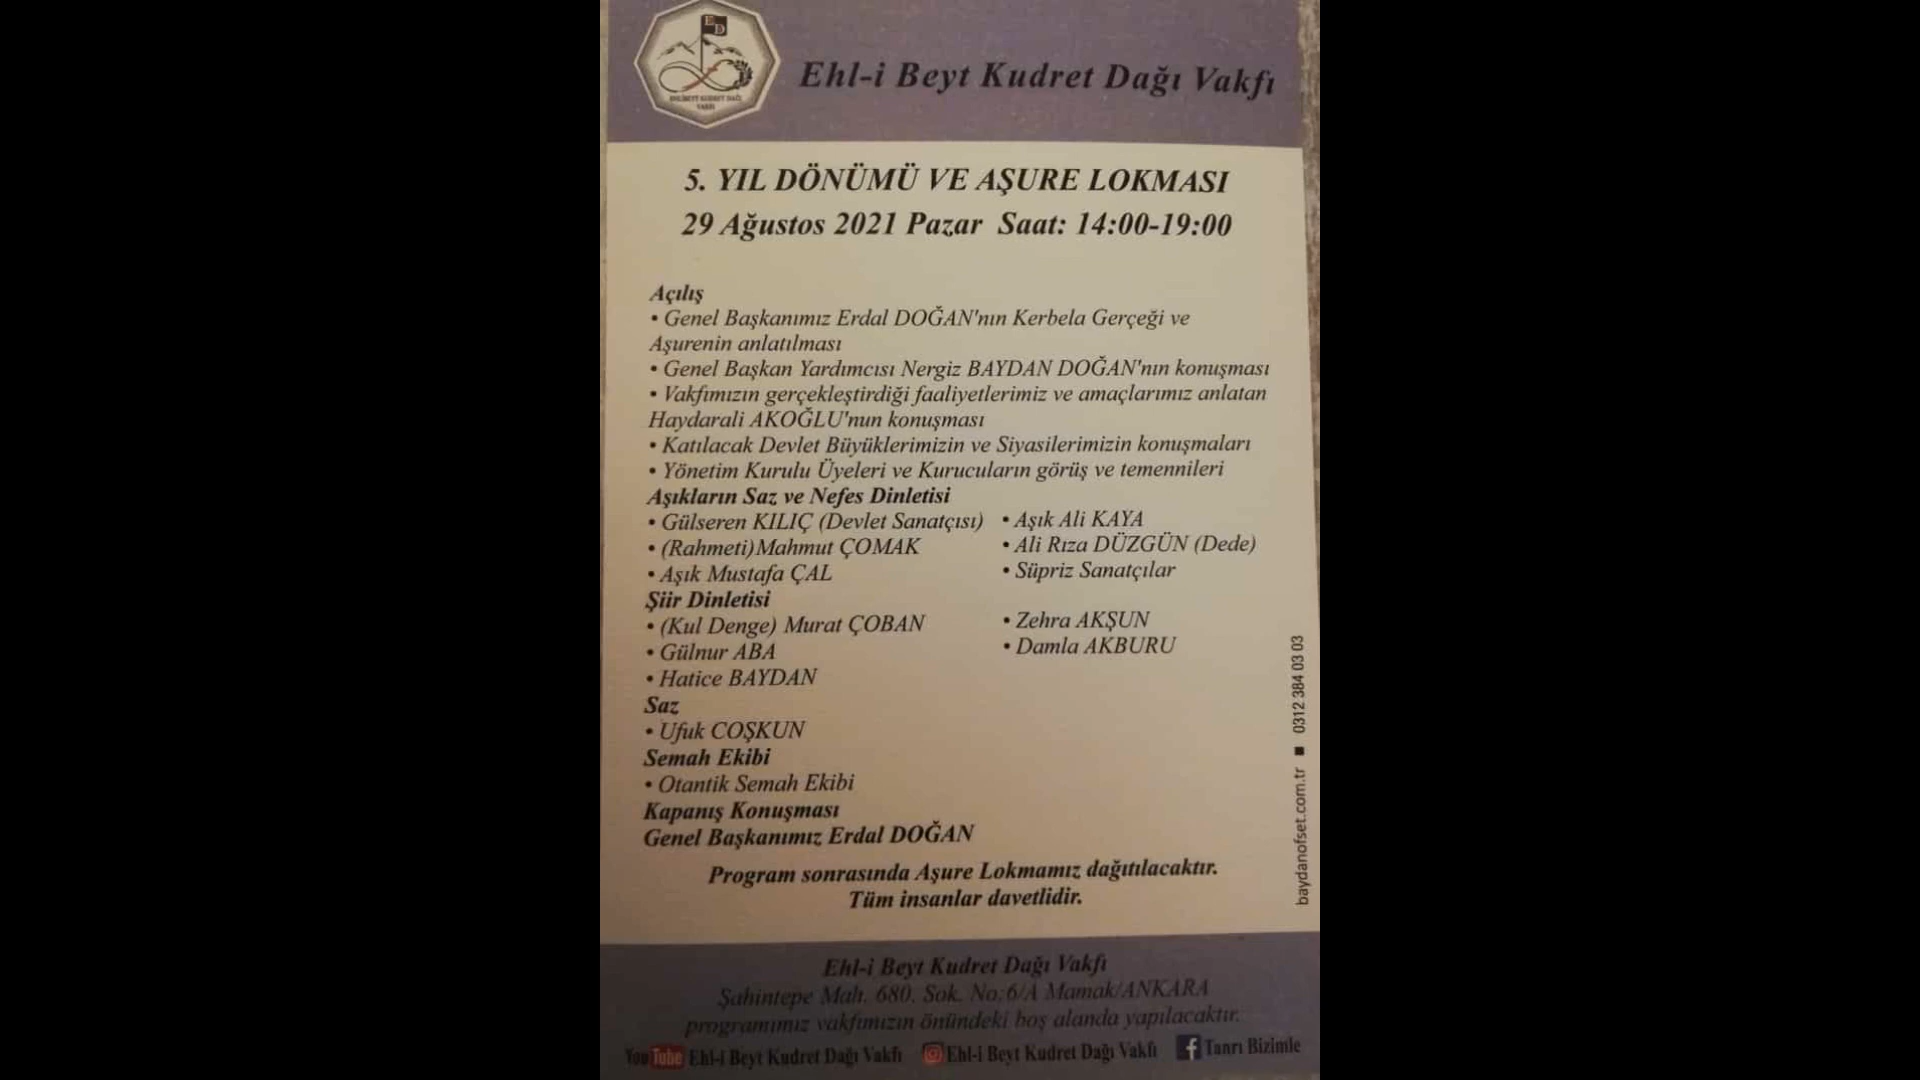 ED
EHLİBEYT KUDRET DAĞI
VAKFI
Ehl-i Beyt Kudret Dağı Vakfı
5. YIL DÖNÜMÜ VE AŞURE LOKMASI
29 Ağustos 2021 Pazar Saat: 14:00-19:00
Açılış
• Genel Başkanımız Erdal DOĞAN'nın Kerbela Gerçeği ve
Aşurenin anlatılması
• Genel Başkan Yardımcısı Nergiz BAYDAN DOĞAN'nın konuşması
• Vakfımızın gerçekleştirdiği faaliyetlerimiz ve amaçlarımız anlatan
Haydarali AKOĞLU'nun konuşması
• Katılacak Devlet Büyüklerimizin ve Siyasilerimizin konuşmaları
• Yönetim Kurulu Üyeleri ve Kurucuların görüş ve temennileri
Aşıkların Saz ve Nefes Dinletisi
• Gülseren KILIÇ (Devlet Sanatçısı)
• (Rahmeti)Mahmut ÇOMAK
• Aşık Mustafa ÇAL
• Aşık Ali KAYA
• Ali Rıza DÜZGÜN (Dede)
• Süpriz Sanatçılar
Şiir Dinletisi
• (Kul Denge) Murat ÇOBAN
• Gülnur ABA
• Hatice BAYDAN
• Zehra AKŞUN
• Damla AKBURU
Saz
• Ufuk COŞKUN
Semah Ekibi
• Otantik Semah Ekibi
Kapanış Konuşması
Genel Başkanımız Erdal DOĞAN
Program sonrasında Aşure Lokmamız dağıtılacaktır.
Tüm insanlar davetlidir.
baydanofset.com.tr ■ 0312 384 03 03
Ehl-i Beyt Kudret Dağı Vakfı
Şahintepe Mah. 680. Sok. No:6/A Mamak/ANKARA
programımız vakfımızın önündeki boş alanda yapılacaktır.
YouTube Ehl-i Beyt Kudret Dağı Vakfı Ehl-i Beyt Kudret Dağı Vakfı f Tanrı Bizimle